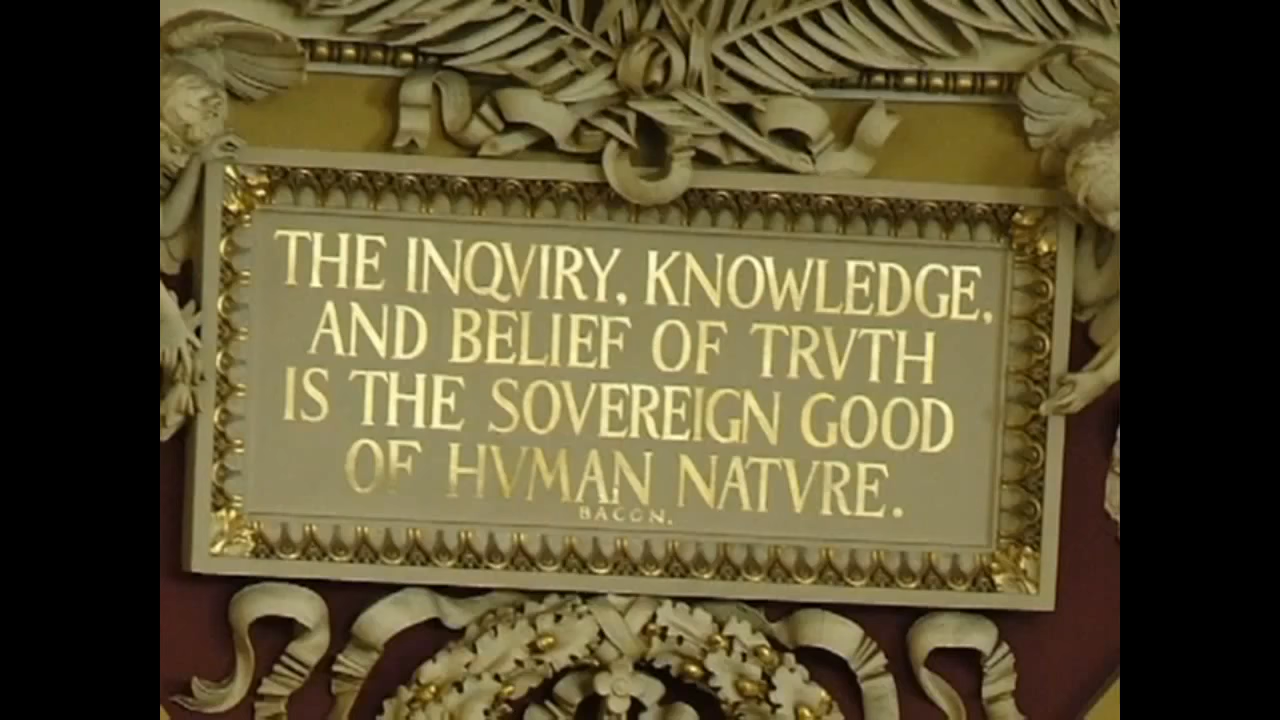 THE INQVIRY, KNOWLEDGE,
AND BELIEF OF TRVTH
IS THE SOVEREIGN GOOD
OF HVMAN NATVRE.
BACON.